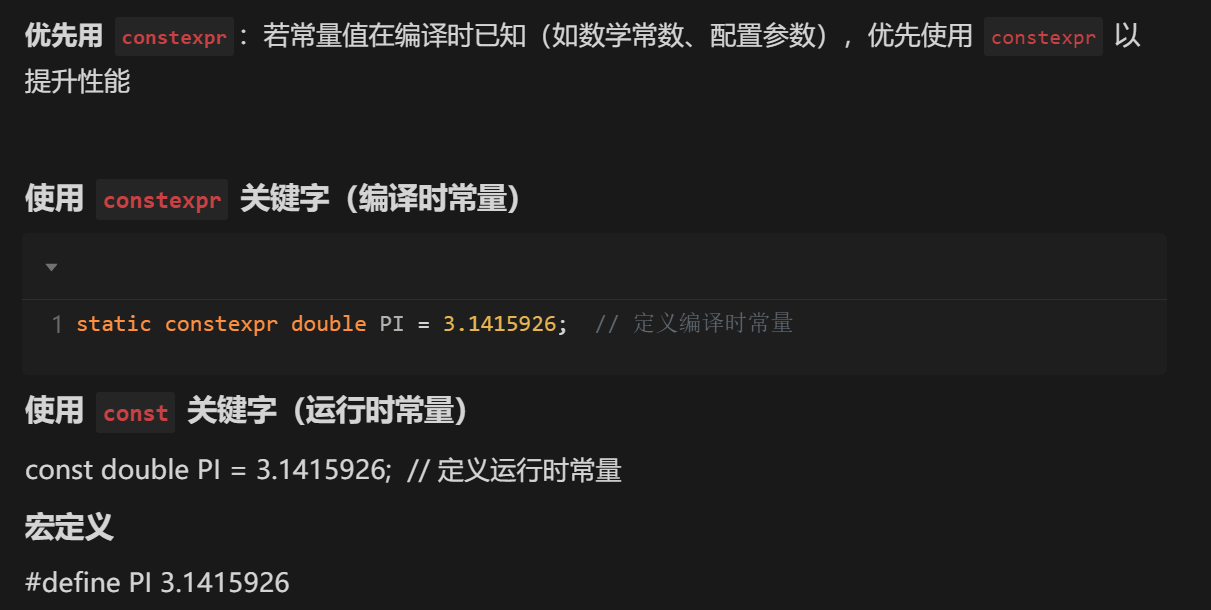 优先用 constexpr：若常量值在编译时已知（如数学常数、配置参数），优先使用 constexpr 以
提升性能
使用 constexpr 关键字（编译时常量）
1 static constexpr double PI = 3.1415926;  // 定义编译时常量
使用 const 关键字（运行时常量）
const double PI = 3.1415926;  // 定义运行时常量
宏定义
#define PI 3.1415926